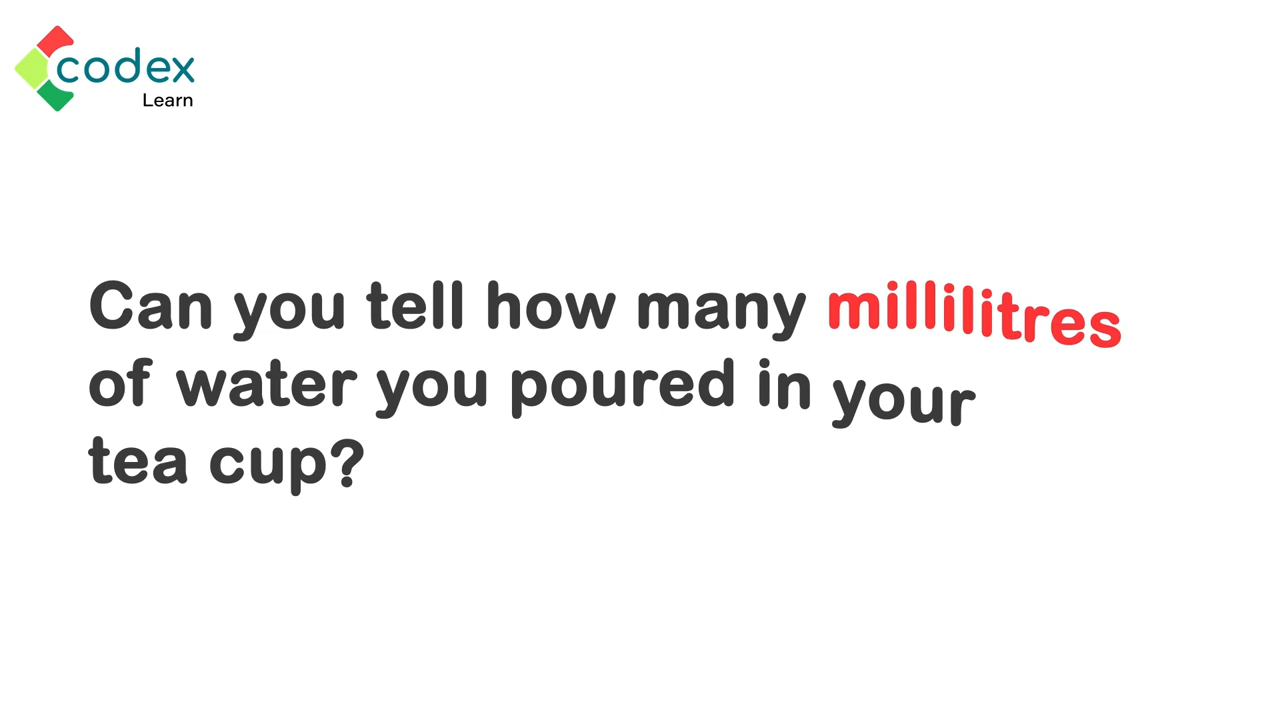 codex
Learn
Can you tell how many millilitres
of water you poured in your
tea cup?